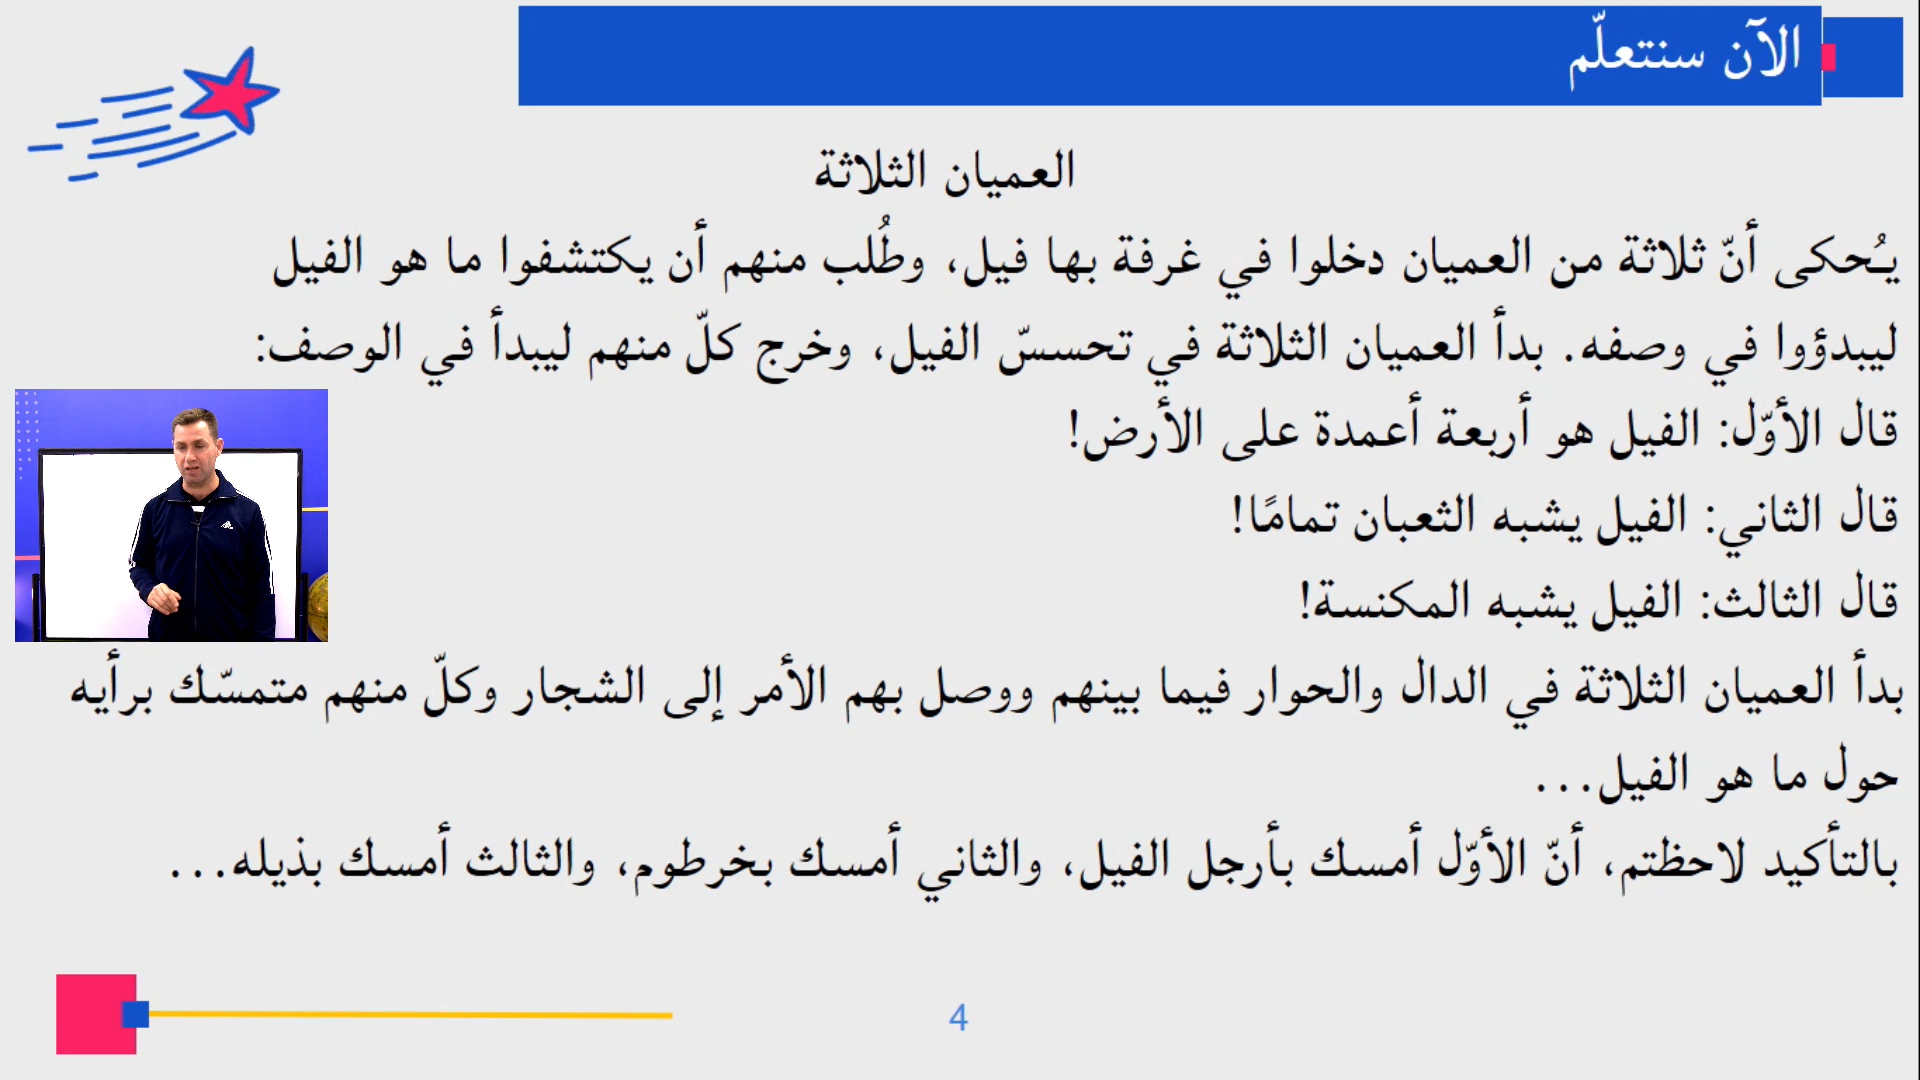 الآن سنتعلّم
العميان الثلاثة
يـُحكى أنّ ثلاثة من العميان دخلوا في غرفة بها فيل، وطُلب منهم أن يكتشفوا ما هو الفيل
ليبدؤوا في وصفه. بدأ العميان الثلاثة في تحسسّ الفيل، وخرج كلّ منهم ليبدأ في الوصف:
قال الأوّل: الفيل هو أربعة أعمدة على الأرض!
قال الثاني: الفيل يشبه الثعبان تمامًا!
قال الثالث: الفيل يشبه المكنسة!
بدأ العميان الثلاثة في الدال والحوار فيما بينهم ووصل بهم الأمر إلى الشجار وكلّ منهم متمسّك برأيه
حول ما هو الفيل...
بالتأكيد لاحظتم، أنّ الأوّل أمسك بأرجل الفيل، والثاني أمسك بخرطوم، والثالث أمسك بذيله...
4